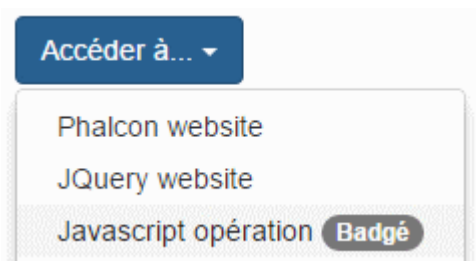 Accéder à...
Phalcon website
JQuery website
Javascript opération Badgé